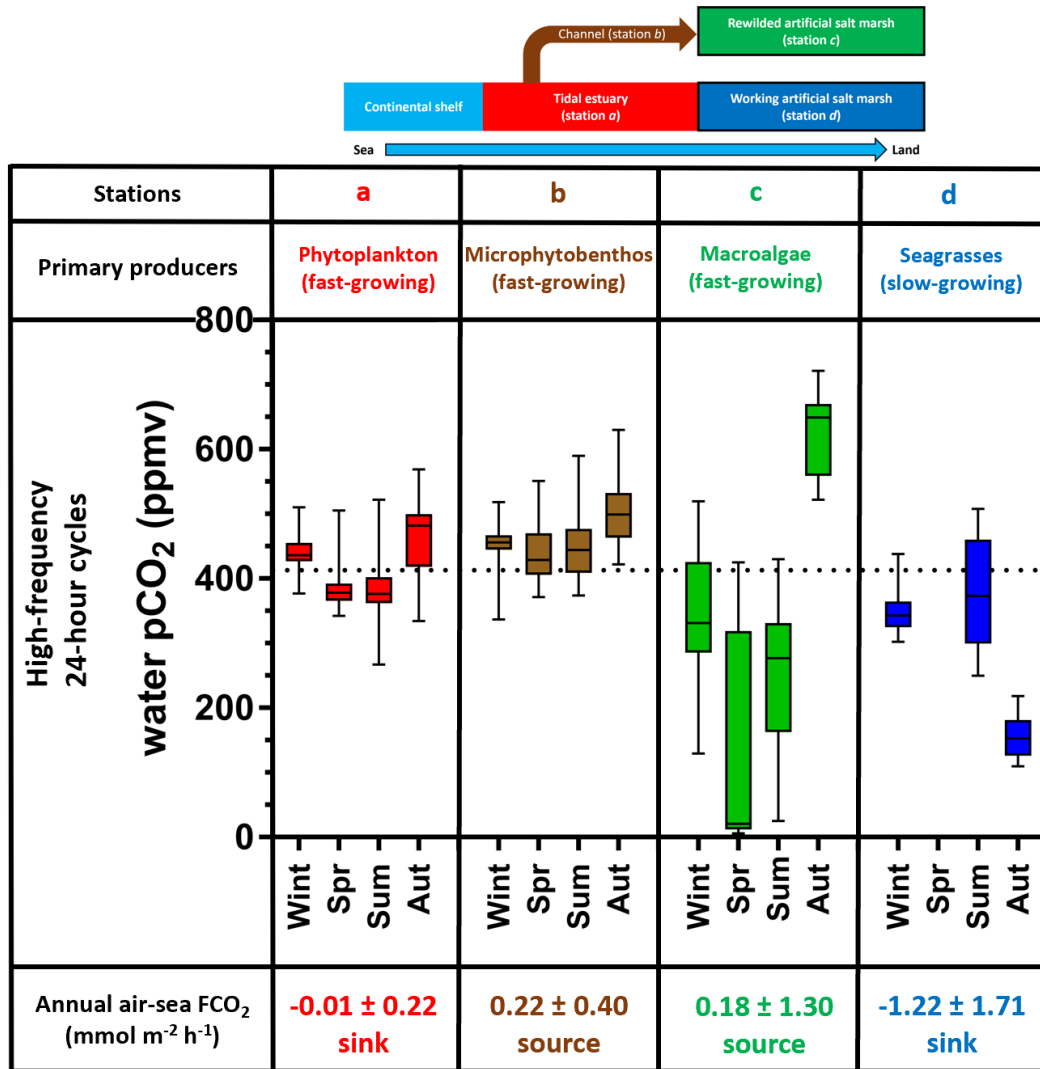 Channel (station b)
Rewilded artificial salt marsh
(station c)
Continental shelf
Tidal estuary
(station a)
Working artificial salt marsh
(station d)
Sea
Land
Stations
a
b
c
d
Primary producers
Phytoplankton
(fast-growing)
Microphytobenthos
(fast-growing)
Macroalgae
(fast-growing)
Seagrasses
(slow-growing)
High-frequency
24-hour cycles
water pCO₂ (ppmv)
800
600
400
200
0
Wint
Spr
Sum
Aut
Wint
Spr
Sum
Aut
Wint
Spr
Sum
Aut
Wint
Spr
Sum
Aut
Annual air-sea FCO₂
(mmol m⁻² h⁻¹)
-0.01 ± 0.22
sink
0.22 ± 0.40
source
0.18 ± 1.30
source
-1.22 ± 1.71
sink